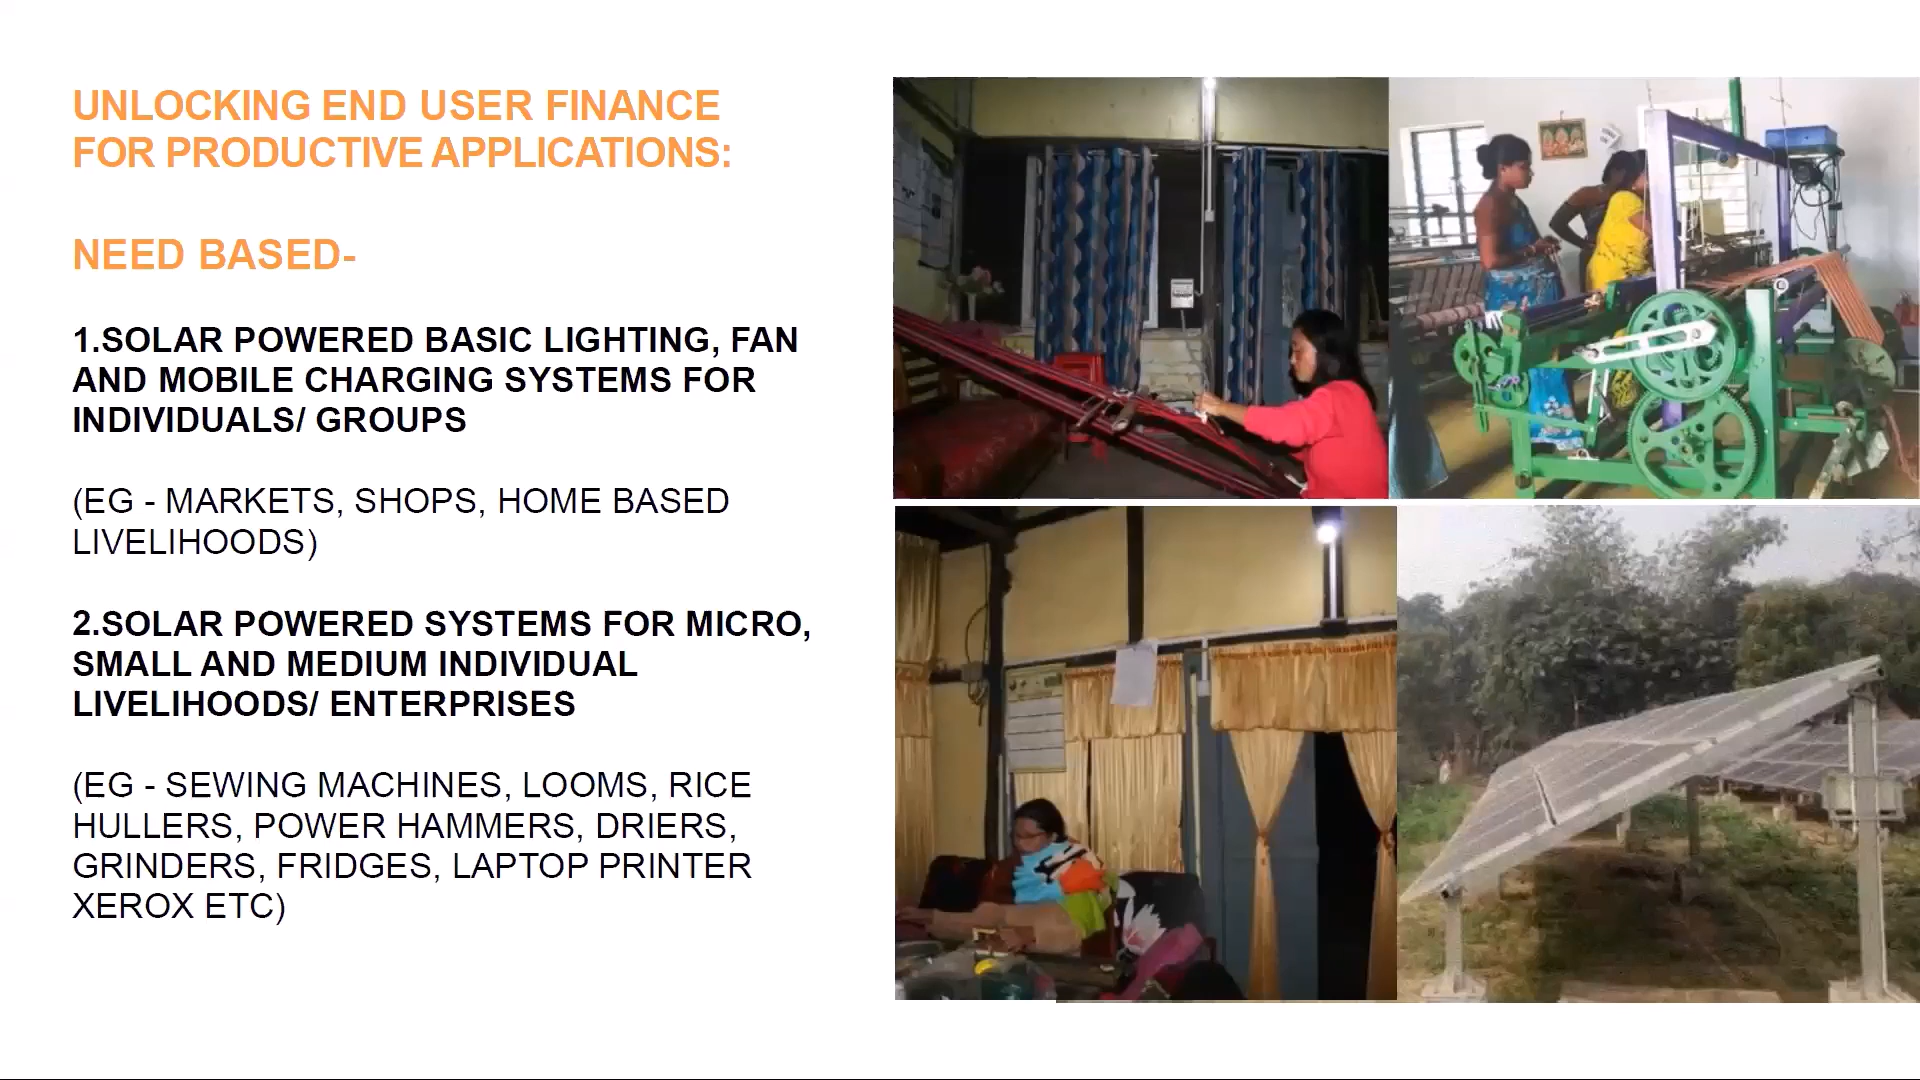 UNLOCKING END USER FINANCE
FOR PRODUCTIVE APPLICATIONS:
NEED BASED-
1.SOLAR POWERED BASIC LIGHTING, FAN
AND MOBILE CHARGING SYSTEMS FOR
INDIVIDUALS/ GROUPS
(EG - MARKETS, SHOPS, HOME BASED
LIVELIHOODS)
2.SOLAR POWERED SYSTEMS FOR MICRO,
SMALL AND MEDIUM INDIVIDUAL
LIVELIHOODS/ ENTERPRISES
(EG - SEWING MACHINES, LOOMS, RICE
HULLERS, POWER HAMMERS, DRIERS,
GRINDERS, FRIDGES, LAPTOP PRINTER
XEROX ETC)